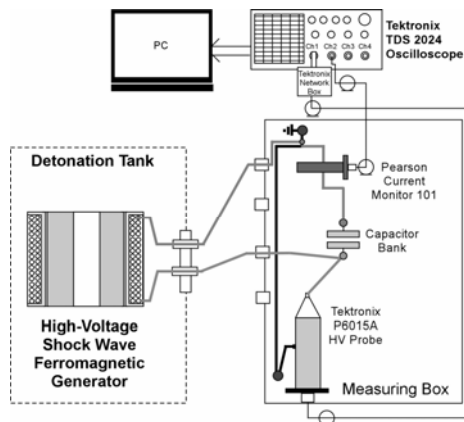 PC
Tektronix
TDS 2024
Oscilloscope
Ch1 Ch2 Ch3 Ch4
Tektronix
Network
Box
Detonation Tank
Pearson
Current
Monitor 101
Capacitor
Bank
High-Voltage
Shock Wave
Ferromagnetic
Generator
Tektronix
P6015A
HV Probe
Measuring Box